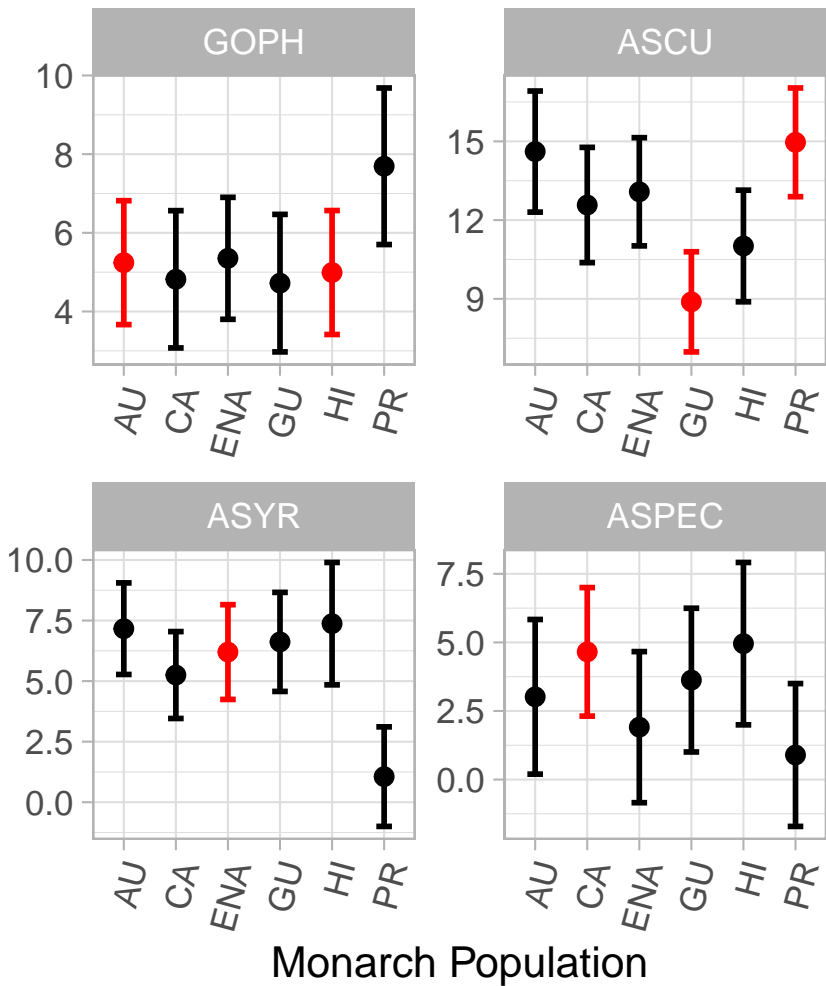 GOPH
10
8
6
4
AU CA ENA GU HI PR
ASCU
15
12
9
AU CA ENA GU HI PR
ASYR
10.0
7.5
5.0
2.5
0.0
AU CA ENA GU HI PR
ASPEC
7.5
5.0
2.5
0.0
AU CA ENA GU HI PR
Monarch Population